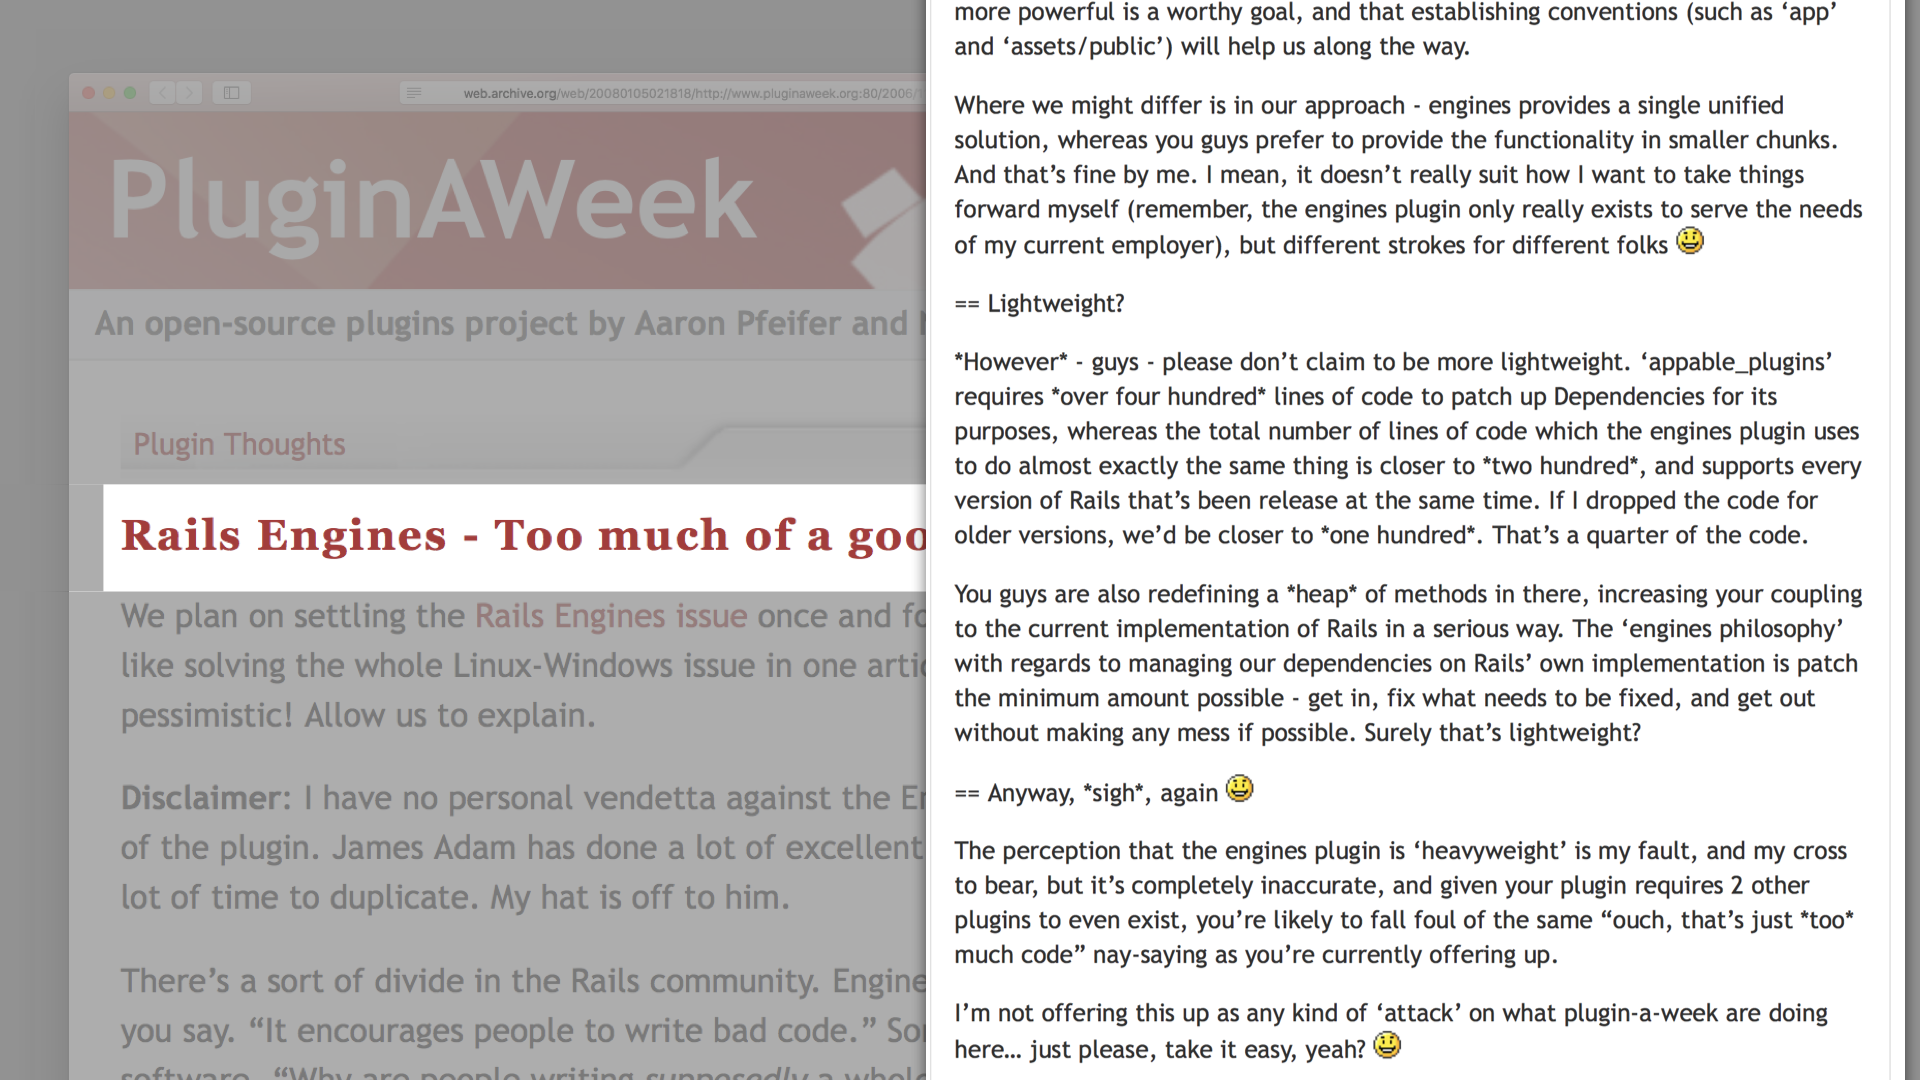 web.archive.org/web/20080105021818/http://www.pluginaweek.org:80/2006/
PluginAWeek
An open-source plugins project by Aaron Pfeifer and
Plugin Thoughts
Rails Engines - Too much of a goo
We plan on settling the Rails Engines issue once and fo
like solving the whole Linux-Windows issue in one artic
pessimistic! Allow us to explain.
Disclaimer: I have no personal vendetta against the En
of the plugin. James Adam has done a lot of excellent
lot of time to duplicate. My hat is off to him.
There’s a sort of divide in the Rails community. Engine
you say. “It encourages people to write bad code.” Sor
software. “Why are people writing supposedly a whole
more powerful is a worthy goal, and that establishing conventions (such as ‘app’
and ‘assets/public’) will help us along the way.
Where we might differ is in our approach - engines provides a single unified
solution, whereas you guys prefer to provide the functionality in smaller chunks.
And that’s fine by me. I mean, it doesn’t really suit how I want to take things
forward myself (remember, the engines plugin only really exists to serve the needs
of my current employer), but different strokes for different folks
== Lightweight?
*However* - guys - please don’t claim to be more lightweight. ‘appable_plugins’
requires *over four hundred* lines of code to patch up Dependencies for its
purposes, whereas the total number of lines of code which the engines plugin uses
to do almost exactly the same thing is closer to *two hundred*, and supports every
version of Rails that’s been release at the same time. If I dropped the code for
older versions, we’d be closer to *one hundred*. That’s a quarter of the code.
You guys are also redefining a *heap* of methods in there, increasing your coupling
to the current implementation of Rails in a serious way. The ‘engines philosophy’
with regards to managing our dependencies on Rails’ own implementation is patch
the minimum amount possible - get in, fix what needs to be fixed, and get out
without making any mess if possible. Surely that’s lightweight?
== Anyway, *sigh*, again
The perception that the engines plugin is ‘heavyweight’ is my fault, and my cross
to bear, but it’s completely inaccurate, and given your plugin requires 2 other
plugins to even exist, you’re likely to fall foul of the same “ouch, that’s just *too*
much code” nay-saying as you’re currently offering up.
I’m not offering this up as any kind of ‘attack’ on what plugin-a-week are doing
here… just please, take it easy, yeah?